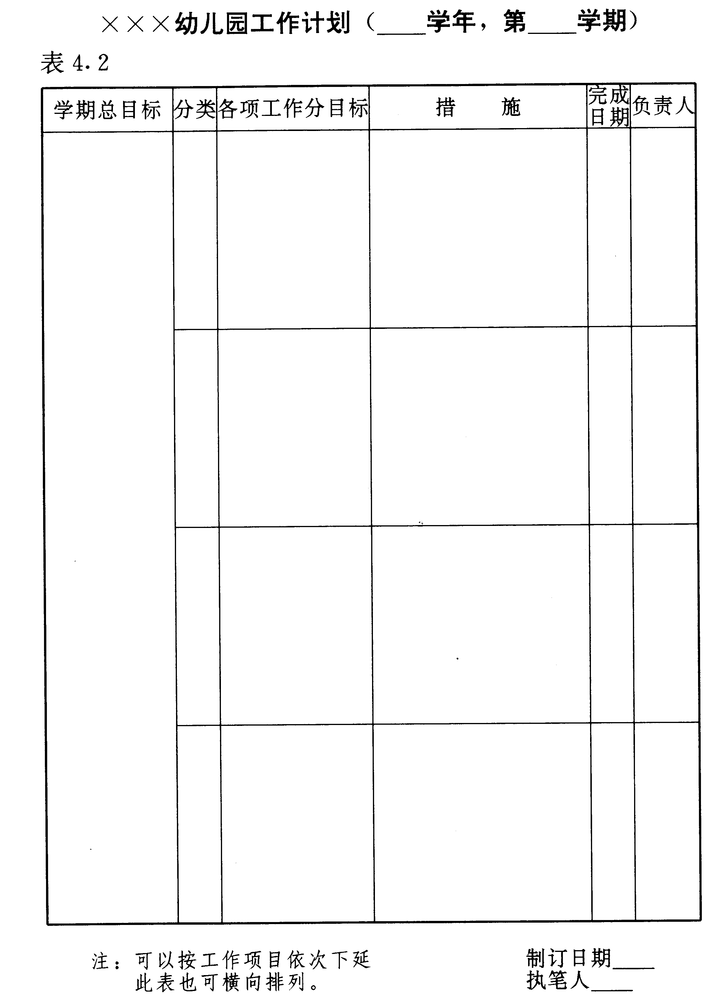 ×××幼儿园工作计划（____学年，第____学期）
表 4.2
学期总目标 分类 各项工作分目标 措 施 完成日期 负责人
注：可以按工作项目依次下延
此表也可横向排列。
制订日期____
执笔人____